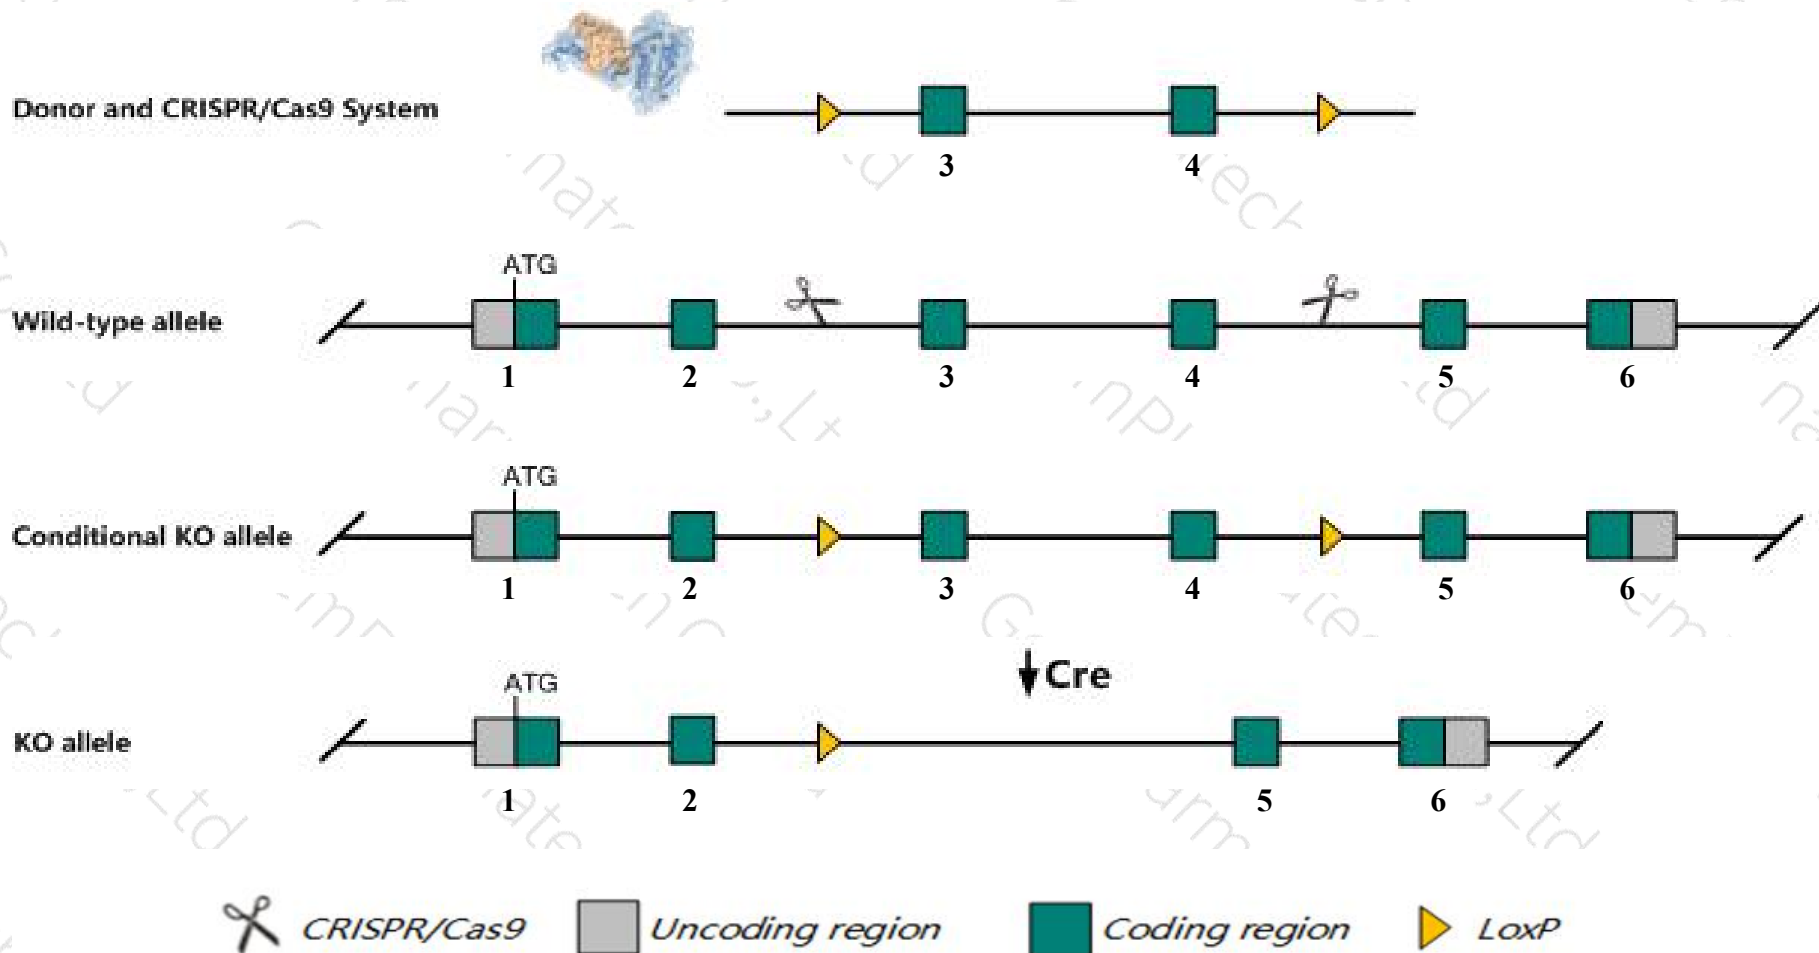 Donor and CRISPR/Cas9 System
3 4
ATG
Wild-type allele
1 2 3 4 5 6
ATG
Conditional KO allele
1 2 3 4 5 6
Cre
ATG
KO allele
1 2 5 6
CRISPR/Cas9 Uncoding region Coding region LoxP